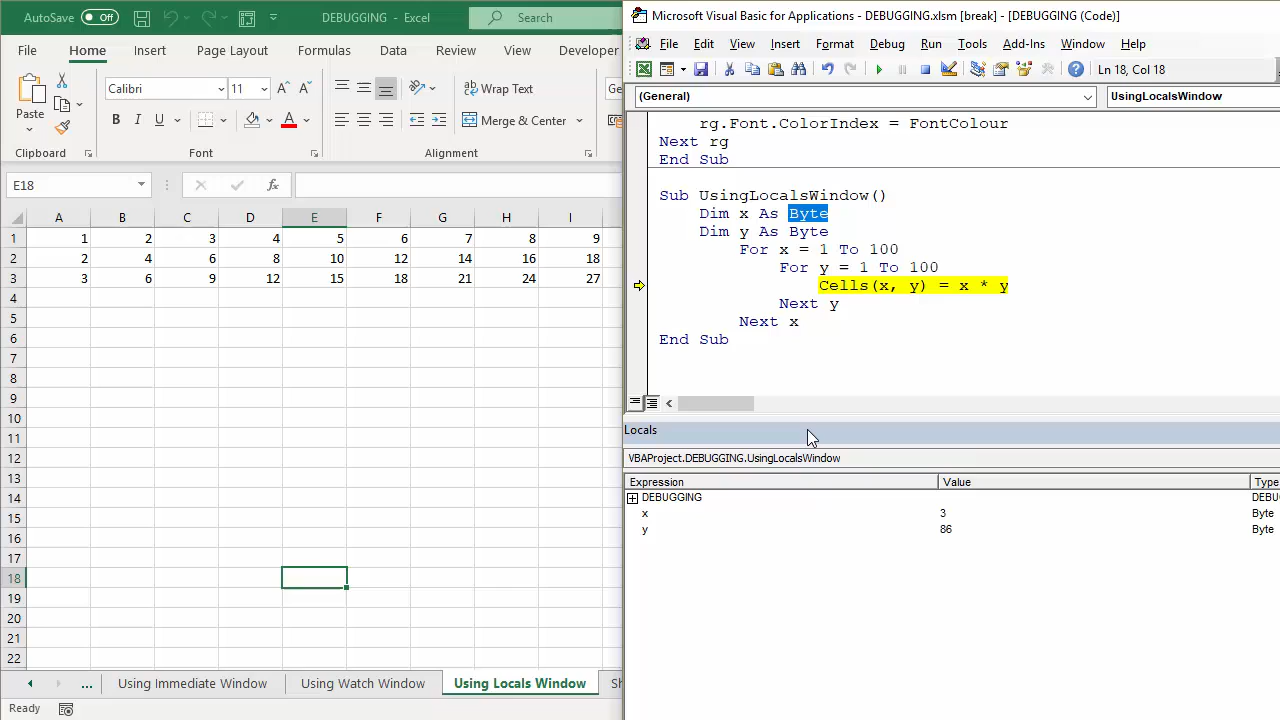 AutoSave Off DEBUGGING - Excel Search
File Home Insert Page Layout Formulas Data Review View Developer
Paste Calibri 11 A A Wrap Text
B I U A Merge & Center
Clipboard Font Alignment
E18 fx
A B C D E F G H I
1 1 2 3 4 5 6 7 8 9
2 2 4 6 8 10 12 14 16 18
3 3 6 9 12 15 18 21 24 27
4
5
6
7
8
9
10
11
12
13
14
15
16
17
18
19
20
21
22
... Using Immediate Window Using Watch Window Using Locals Window
Ready
Microsoft Visual Basic for Applications - DEBUGGING.xlsm [break] - [DEBUGGING (Code)]
File Edit View Insert Format Debug Run Tools Add-Ins Window Help
Ln 18, Col 18
(General) UsingLocalsWindow
rg.Font.ColorIndex = FontColour
Next rg
End Sub
Sub UsingLocalsWindow()
Dim x As Byte
Dim y As Byte
For x = 1 To 100
For y = 1 To 100
Cells(x, y) = x * y
Next y
Next x
End Sub
Locals
VBAProject.DEBUGGING.UsingLocalsWindow
Expression Value Type
DEBUGGING
x 3 Byte
y 86 Byte